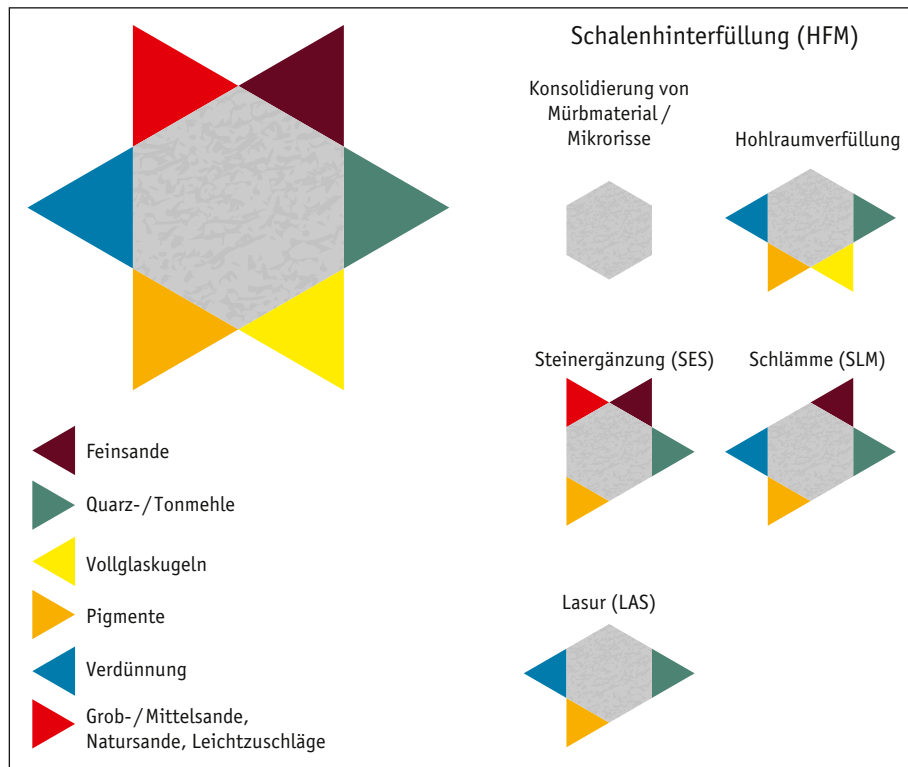 Schalenhinterfüllung (HFM)
Konsolidierung von
Mürbmaterial /
Mikrorisse
Hohlraumverfüllung
Steinergänzung (SES)
Schlämme (SLM)
Lasur (LAS)
Feinsande
Quarz-/Tonmehle
Vollglaskugeln
Pigmente
Verdünnung
Grob-/Mittelsande,
Natursande, Leichtzuschläge